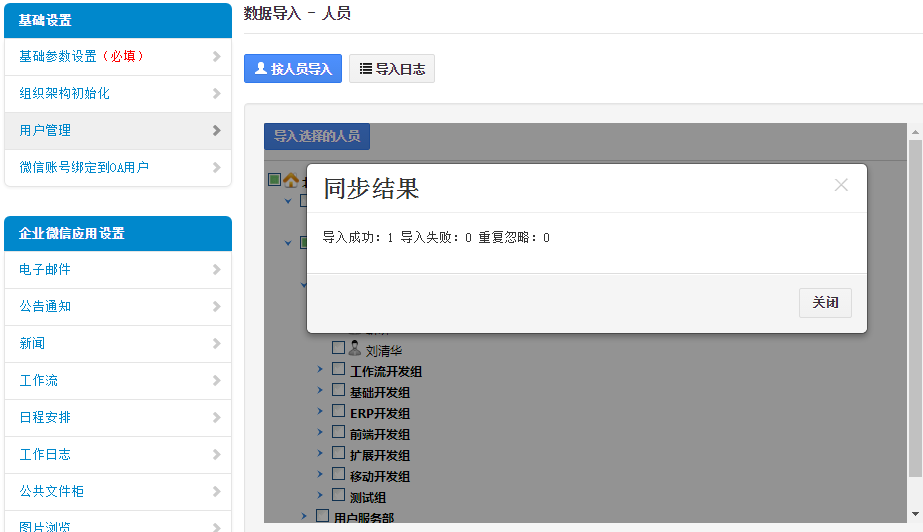 基础设置
基础参数设置（必填）
组织架构初始化
用户管理
微信账号绑定到OA用户
企业微信应用设置
电子邮件
公告通知
新闻
工作流
日程安排
工作日志
公共文件柜
图片浏览
数据导入 - 人员
按人员导入 导入日志
导入选择的人员
同步结果
导入成功：1 导入失败：0 重复忽略：0
关闭
刘清华
工作流开发组
基础开发组
ERP开发组
前端开发组
扩展开发组
移动开发组
测试组
用户服务部